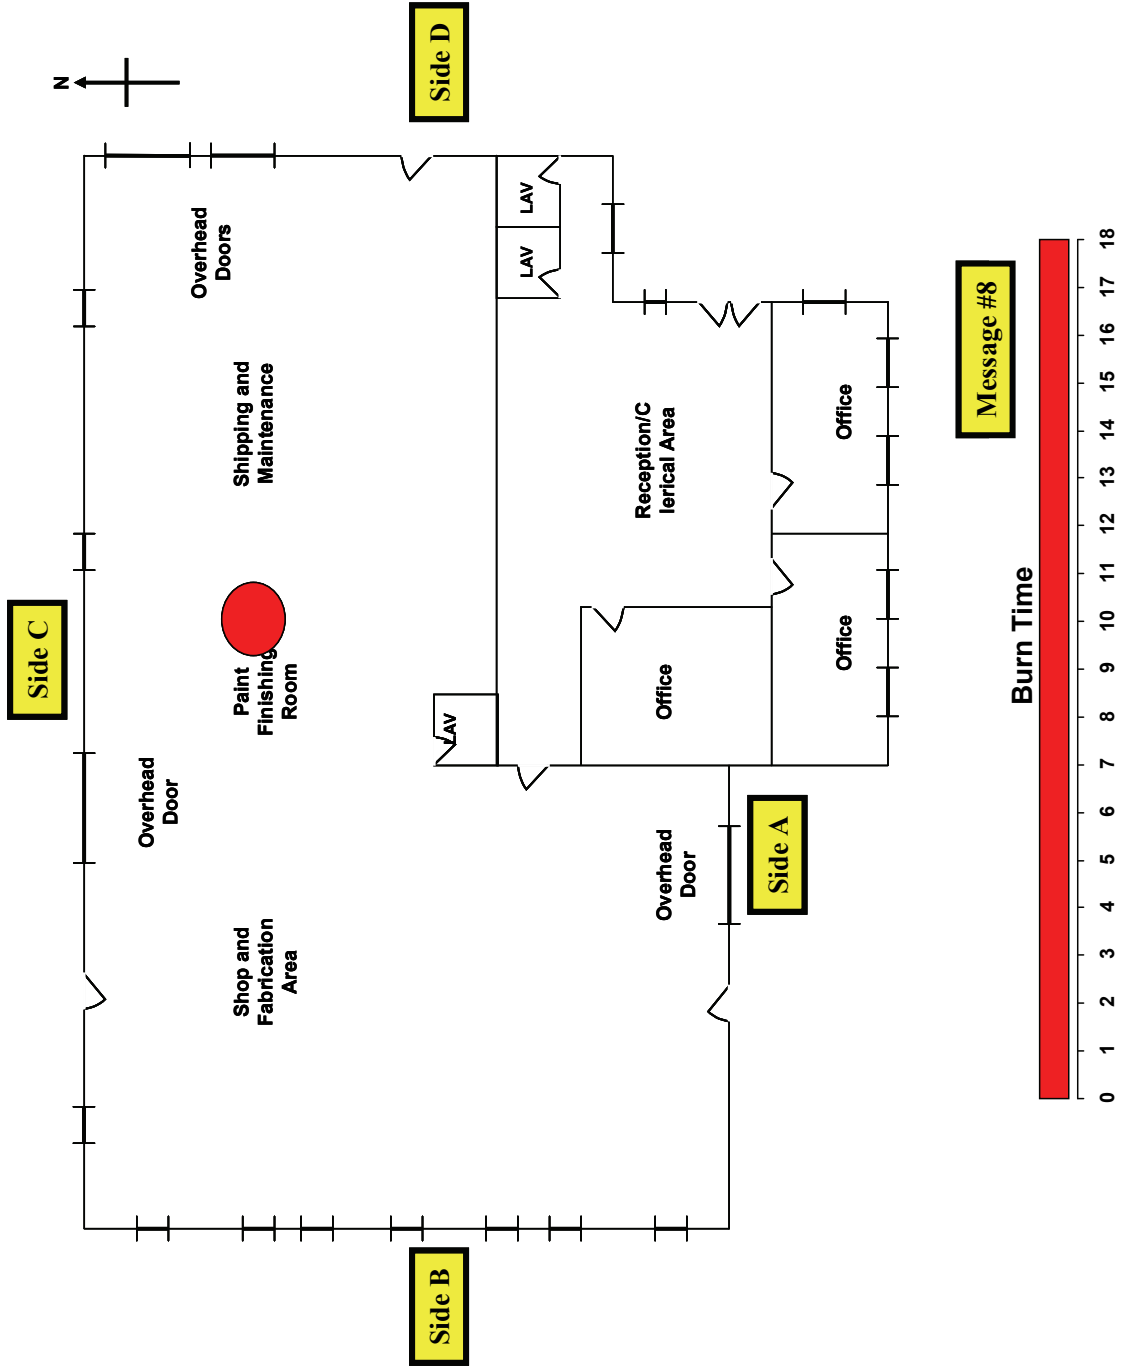 Side C
N
Side D
Overhead
Door
Overhead
Doors
Shop and
Fabrication
Area
Paint
Finishing
Room
Shipping and
Maintenance
LAV
LAV
LAV
Side B
Overhead
Door
Office
Reception/C
lerical Area
Side A
Office
Office
Message #8
Burn Time
0 1 2 3 4 5 6 7 8 9 10 11 12 13 14 15 16 17 18